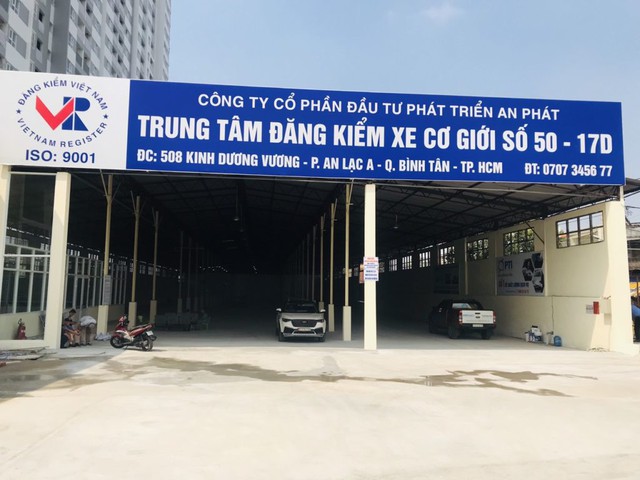 ĐĂNG KIỂM VIỆT NAM
VR
VIETNAM REGISTER
ISO: 9001
CÔNG TY CỔ PHẦN ĐẦU TƯ PHÁT TRIỂN AN PHÁT
TRUNG TÂM ĐĂNG KIỂM XE CƠ GIỚI SỐ 50 - 17D
ĐC: 508 KINH DƯƠNG VƯƠNG - P. AN LẠC A - Q. BÌNH TÂN - TP. HCM ĐT: 0707 3456 77
PTI